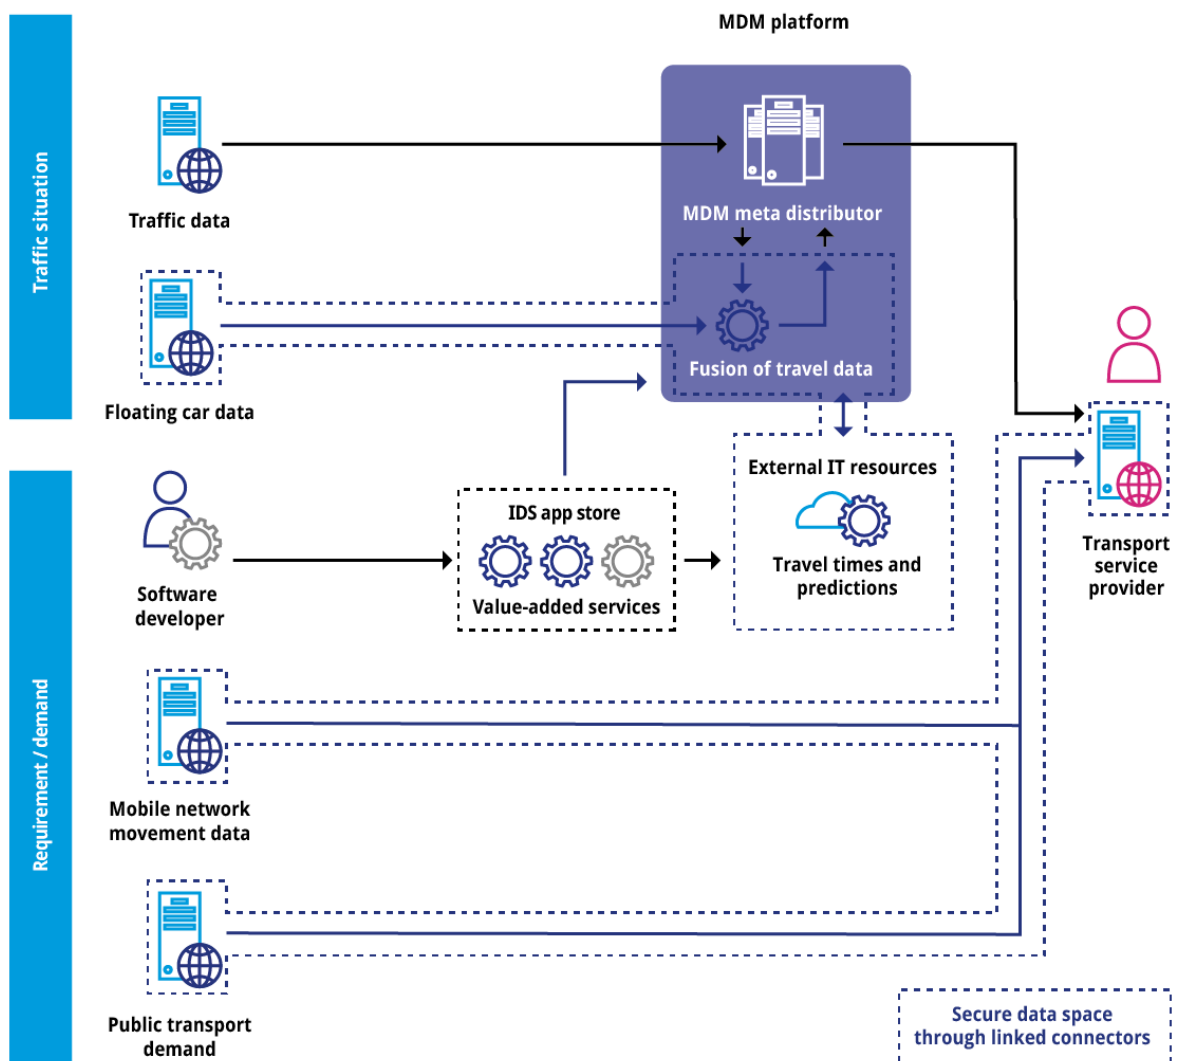 MDM platform
Traffic situation
Traffic data
MDM meta distributor
Fusion of travel data
Floating car data
Requirement / demand
External IT resources
IDS app store
Travel times and
predictions
Value-added services
Software
developer
Transport
service
provider
Mobile network
movement data
Public transport
demand
Secure data space
through linked connectors